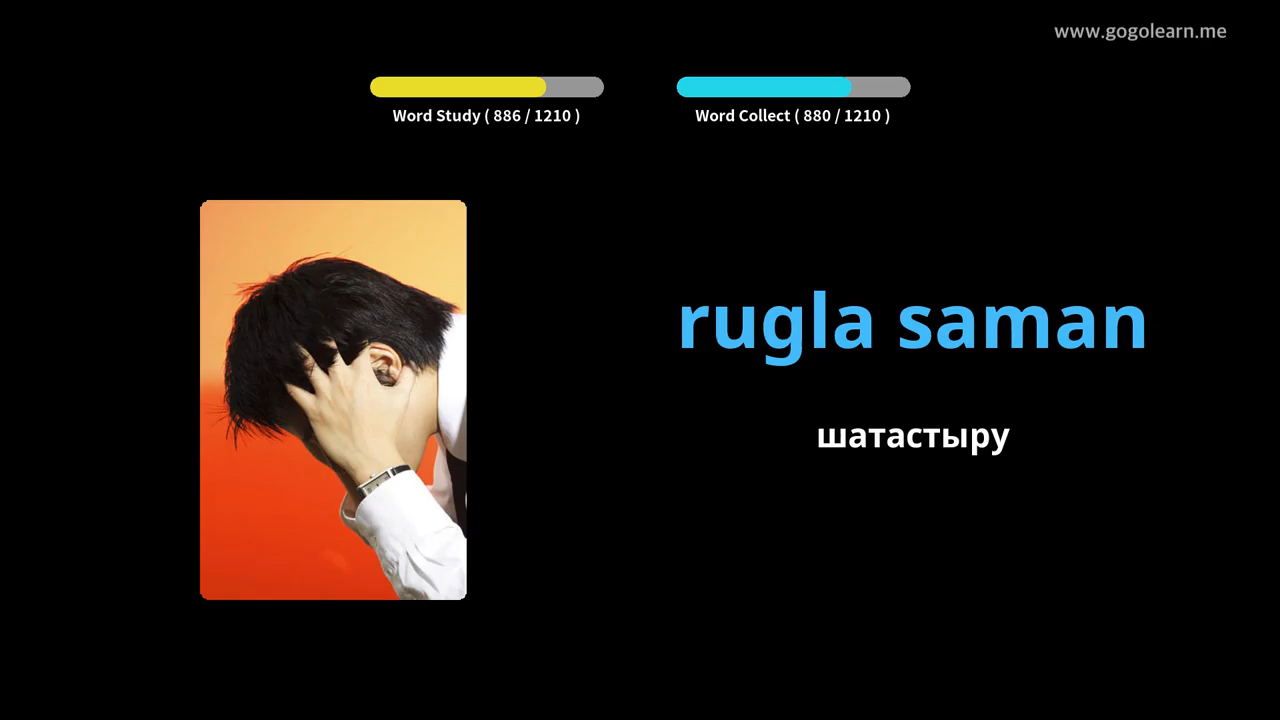 www.gogolearn.me
Word Study ( 886 / 1210 )
Word Collect ( 880 / 1210 )
rugla saman
шатастыру